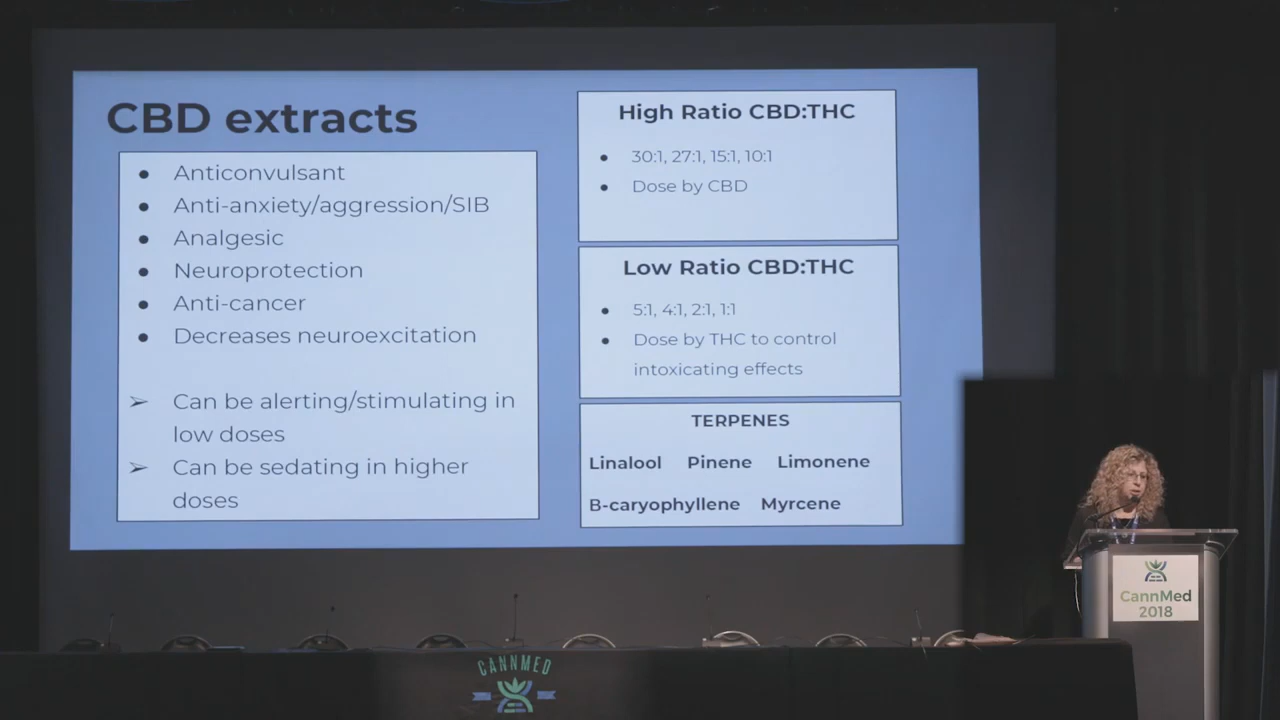 CBD extracts
● Anticonvulsant
● Anti-anxiety/aggression/SIB
● Analgesic
● Neuroprotection
● Anti-cancer
● Decreases neuroexcitation
➢ Can be alerting/stimulating in
low doses
➢ Can be sedating in higher
doses
High Ratio CBD:THC
● 30:1, 27:1, 15:1, 10:1
● Dose by CBD
Low Ratio CBD:THC
● 5:1, 4:1, 2:1, 1:1
● Dose by THC to control
intoxicating effects
TERPENES
Linalool Pinene Limonene
B-caryophyllene Myrcene
CannMed
2018
CANNMED